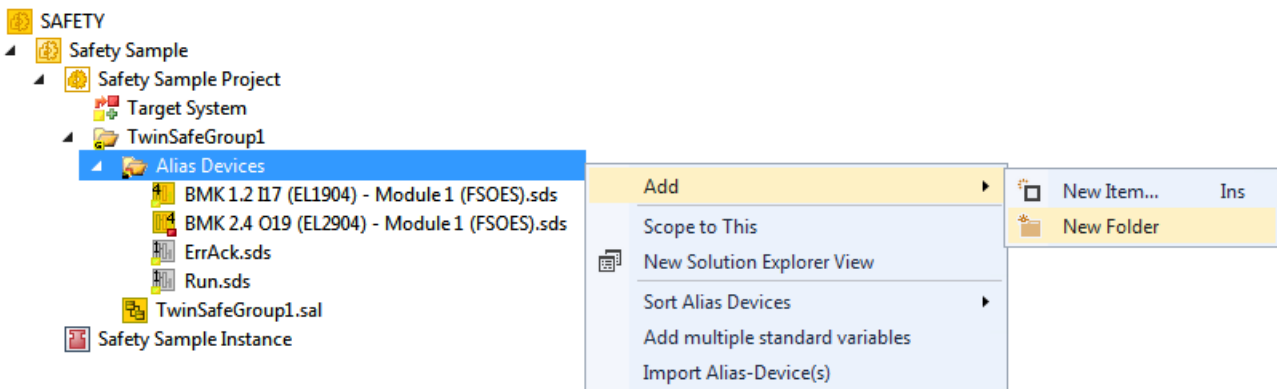 SAFETY
Safety Sample
Safety Sample Project
Target System
TwinSafeGroup1
Alias Devices
BMK 1.2 I17 (EL1904) - Module 1 (FSOES).sds
BMK 2.4 O19 (EL2904) - Module 1 (FSOES).sds
ErrAck.sds
Run.sds
TwinSafeGroup1.sal
Safety Sample Instance
Add
Scope to This
New Solution Explorer View
Sort Alias Devices
Add multiple standard variables
Import Alias-Device(s)
New Item... Ins
New Folder